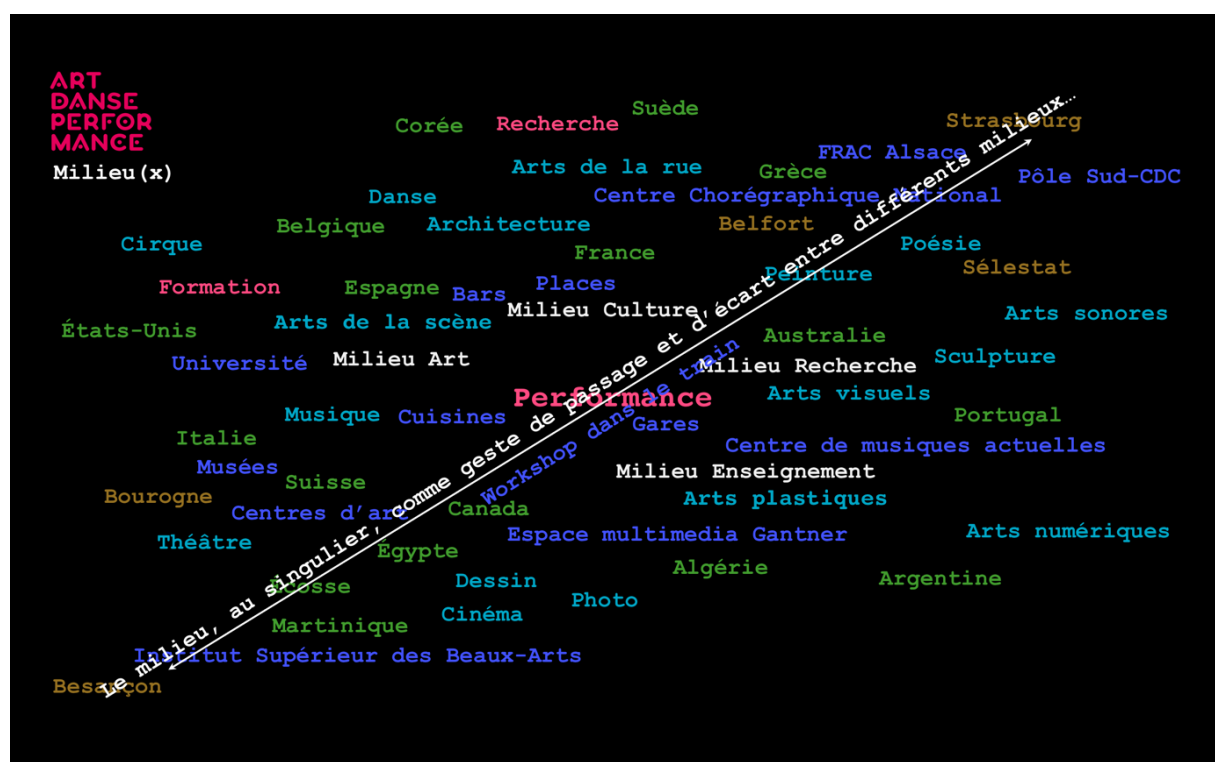 ART
DANSE
PERFOR
MANCE
Milieu(x)
Suède
Corée
Recherche
Strasbourg
FRAC Alsace
Arts de la rue
Grèce
Pôle Sud-CDC
Danse
Centre Chorégraphique National
Belgique
Architecture
Belfort
Cirque
Poésie
France
Peinture
Sélestat
Formation
Espagne
Bars
Places
Milieu Culture
Arts sonores
États-Unis
Arts de la scène
Australie
Université
Milieu Art
Milieu Recherche
Sculpture
Performance
Arts visuels
Musique
Cuisines
Gares
Portugal
Italie
Centre de musiques actuelles
Musées
Suisse
Milieu Enseignement
Bourogne
Centres d’art
Canada
Arts plastiques
Théâtre
Égypte
Espace multimedia Gantner
Arts numériques
Écosse
Dessin
Algérie
Argentine
Photo
Cinéma
Martinique
Institut Supérieur des Beaux-Arts
Besançon
Le milieu, au singulier, comme geste de passage et d'écart entre différents milieux…
Workshop dans le train